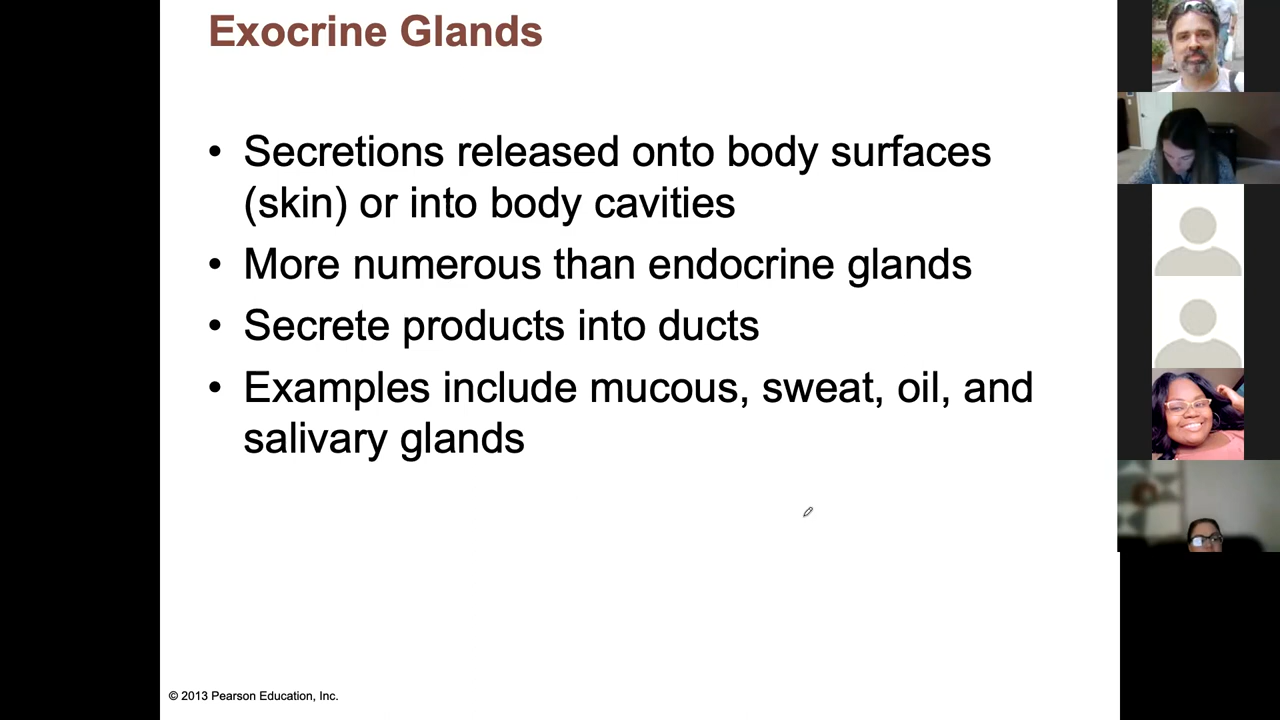 Exocrine Glands
• Secretions released onto body surfaces
(skin) or into body cavities
• More numerous than endocrine glands
• Secrete products into ducts
• Examples include mucous, sweat, oil, and
salivary glands
© 2013 Pearson Education, Inc.